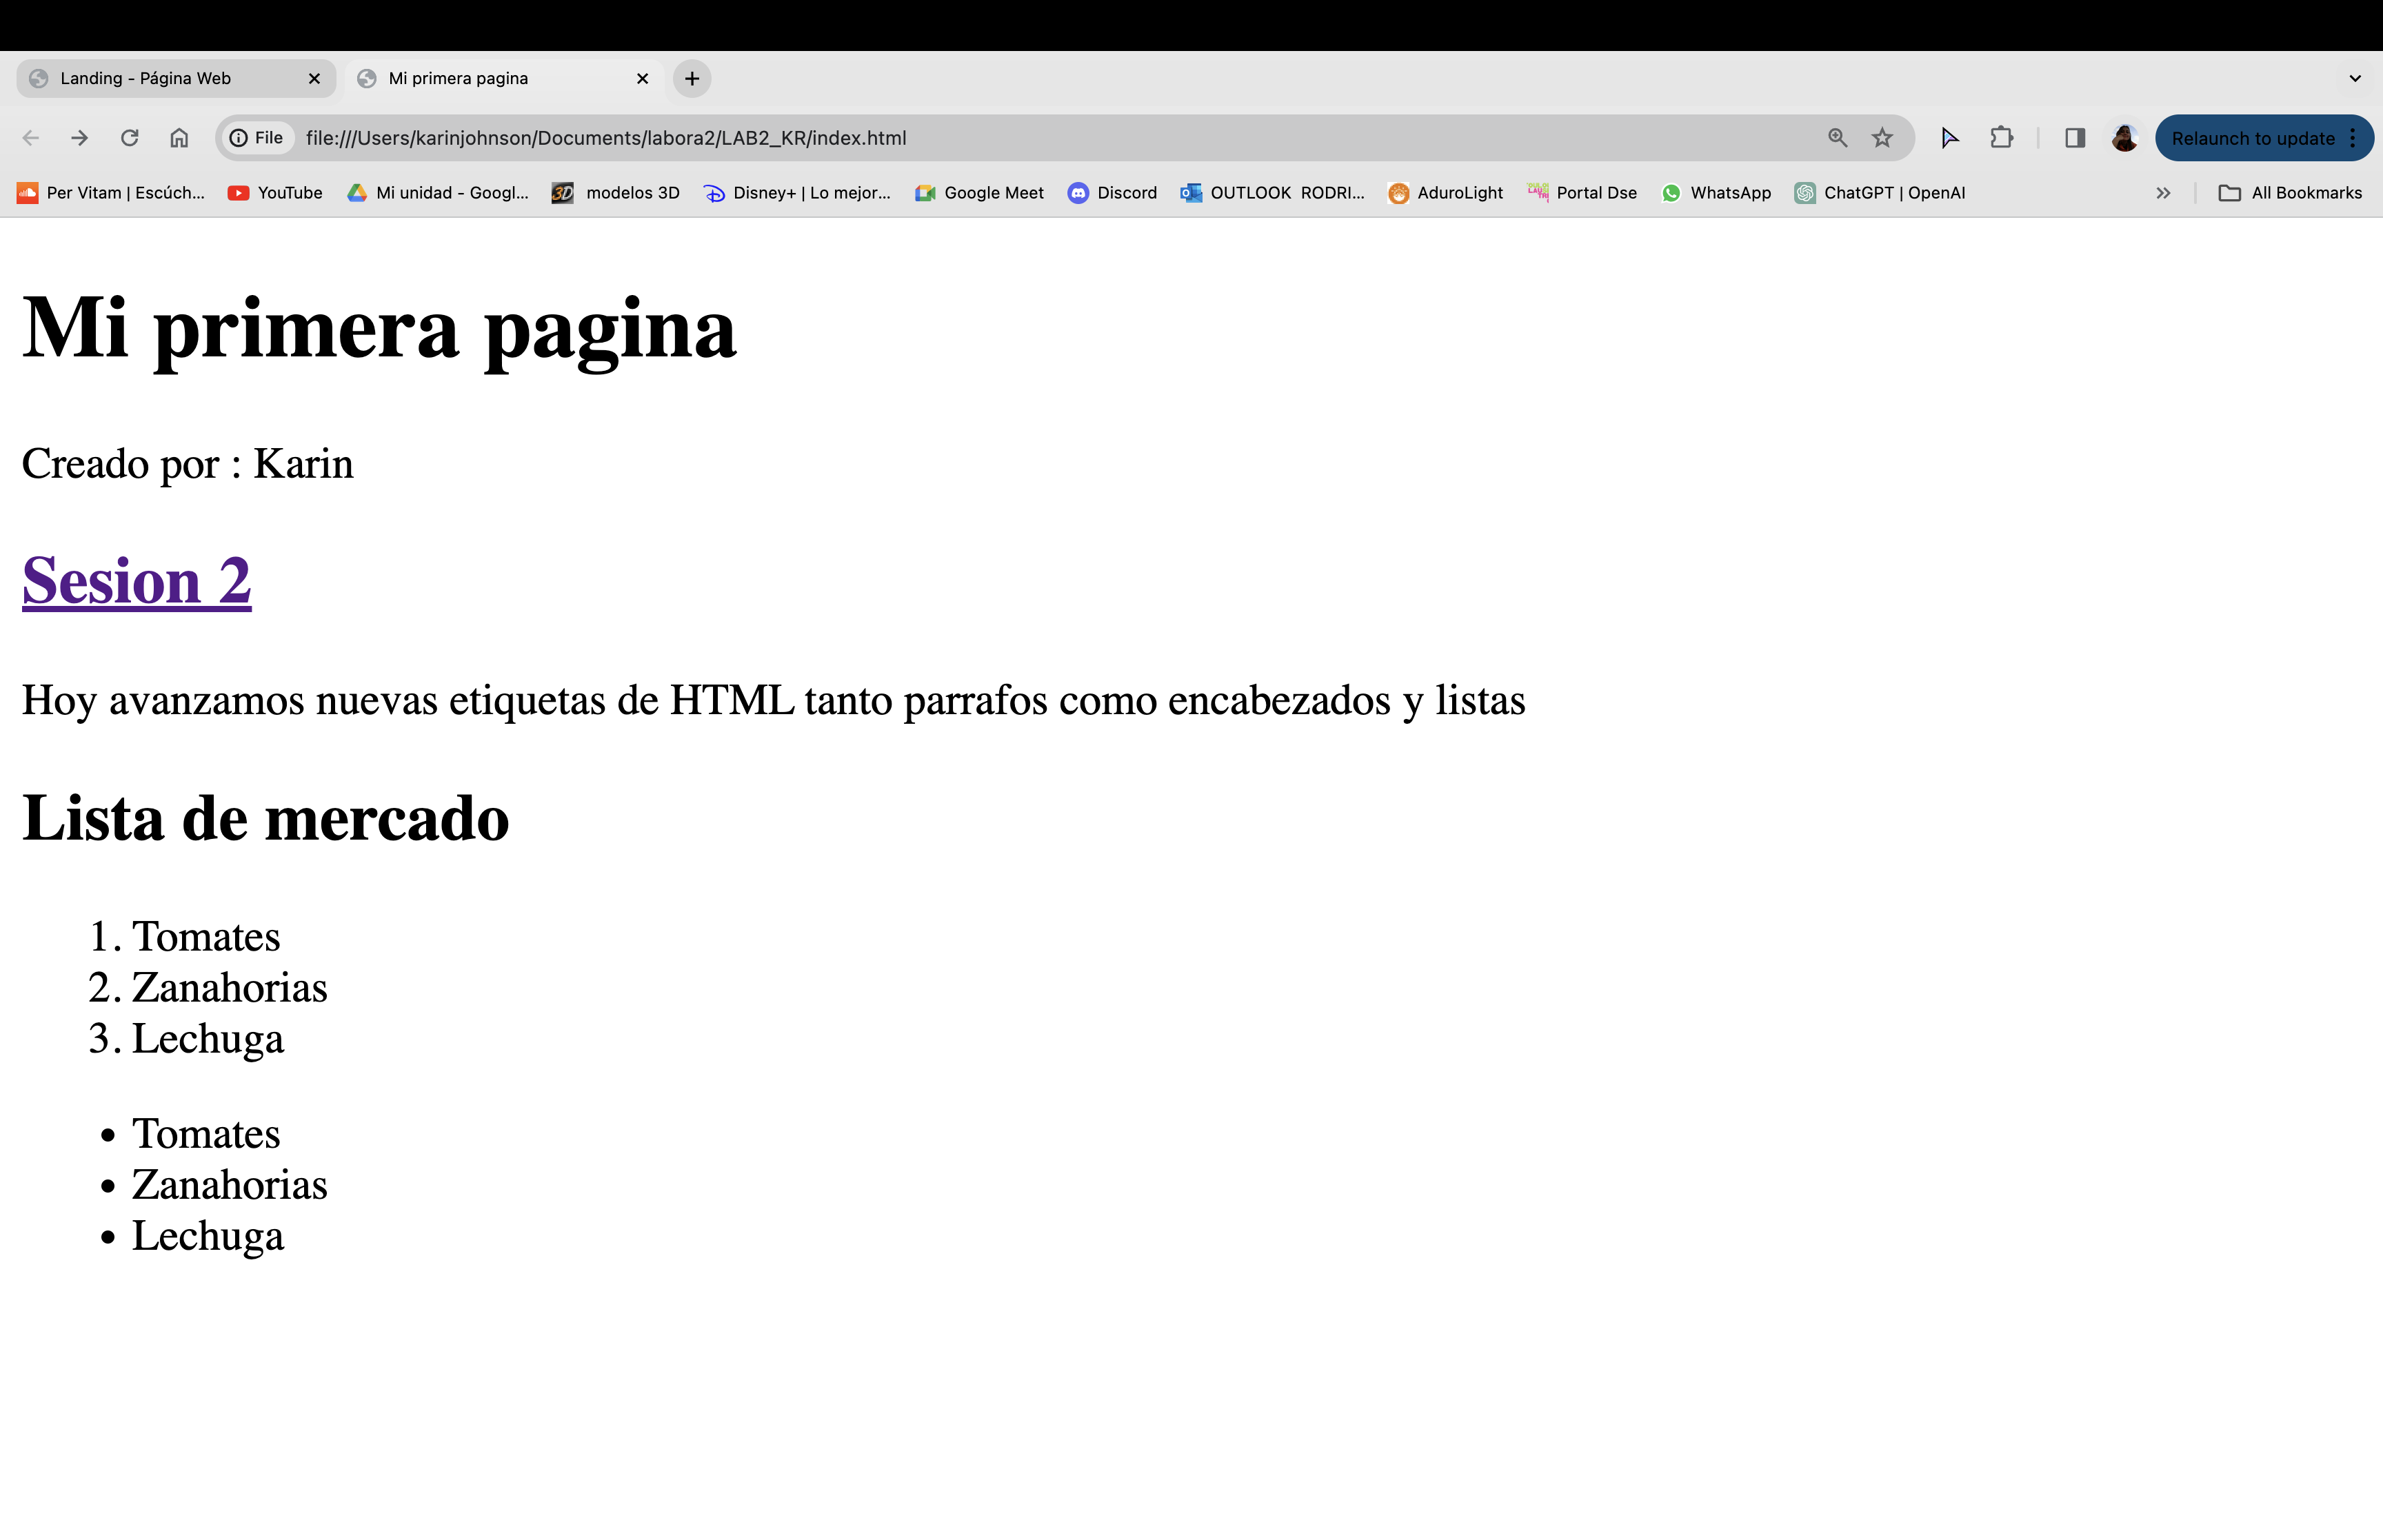 Landing - Página Web
Mi primera pagina
File file:///Users/karinjohnson/Documents/labora2/LAB2_KR/index.html
Relaunch to update
Per Vitam | Escúch... YouTube Mi unidad - Googl... 3D modelos 3D Disney+ | Lo mejor... Google Meet Discord OUTLOOK RODRI... AduroLight Portal Dse WhatsApp ChatGPT | OpenAI All Bookmarks
Mi primera pagina
Creado por : Karin
Sesion 2
Hoy avanzamos nuevas etiquetas de HTML tanto parrafos como encabezados y listas
Lista de mercado
1. Tomates
2. Zanahorias
3. Lechuga
• Tomates
• Zanahorias
• Lechuga